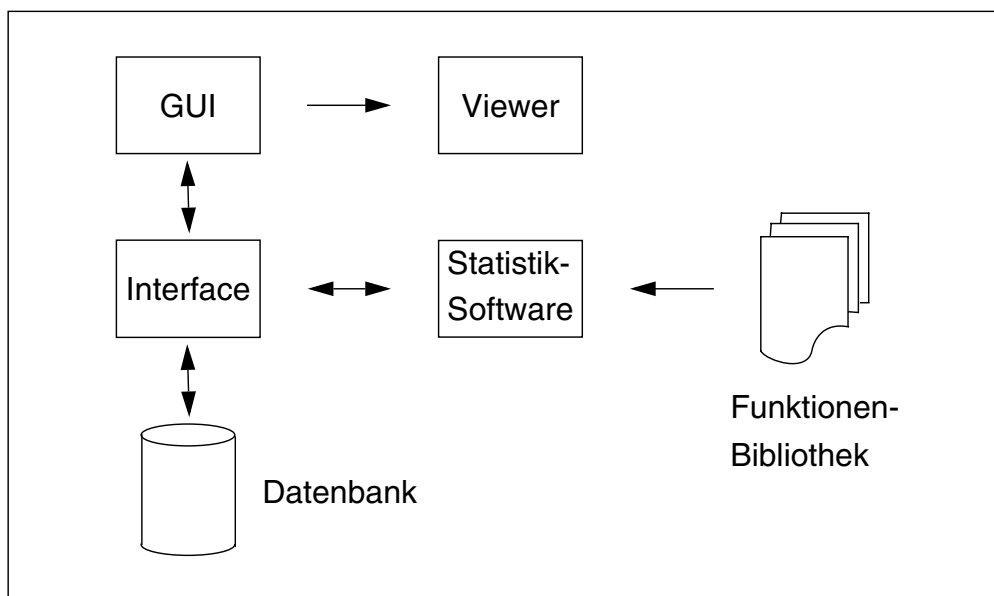 GUI
Viewer
Interface
Statistik-
Software
Funktionen-
Bibliothek
Datenbank